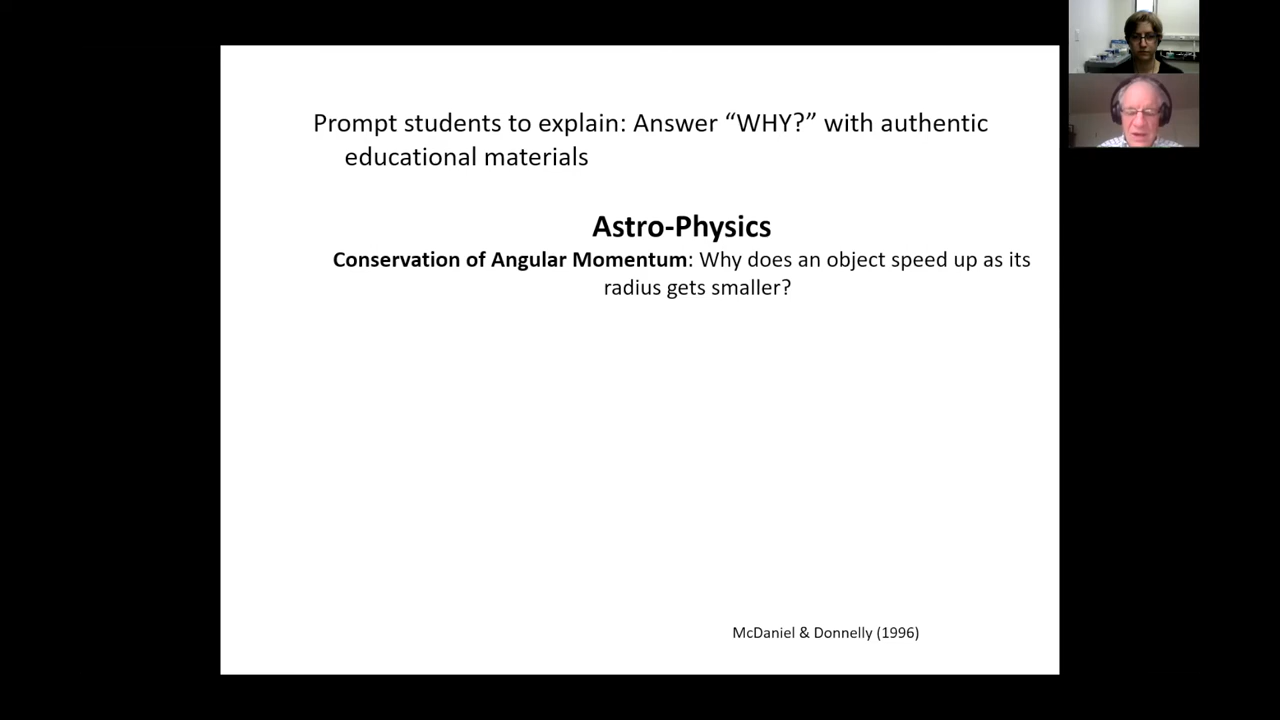 Prompt students to explain: Answer “WHY?” with authentic
educational materials
Astro-Physics
Conservation of Angular Momentum: Why does an object speed up as its
radius gets smaller?
McDaniel & Donnelly (1996)